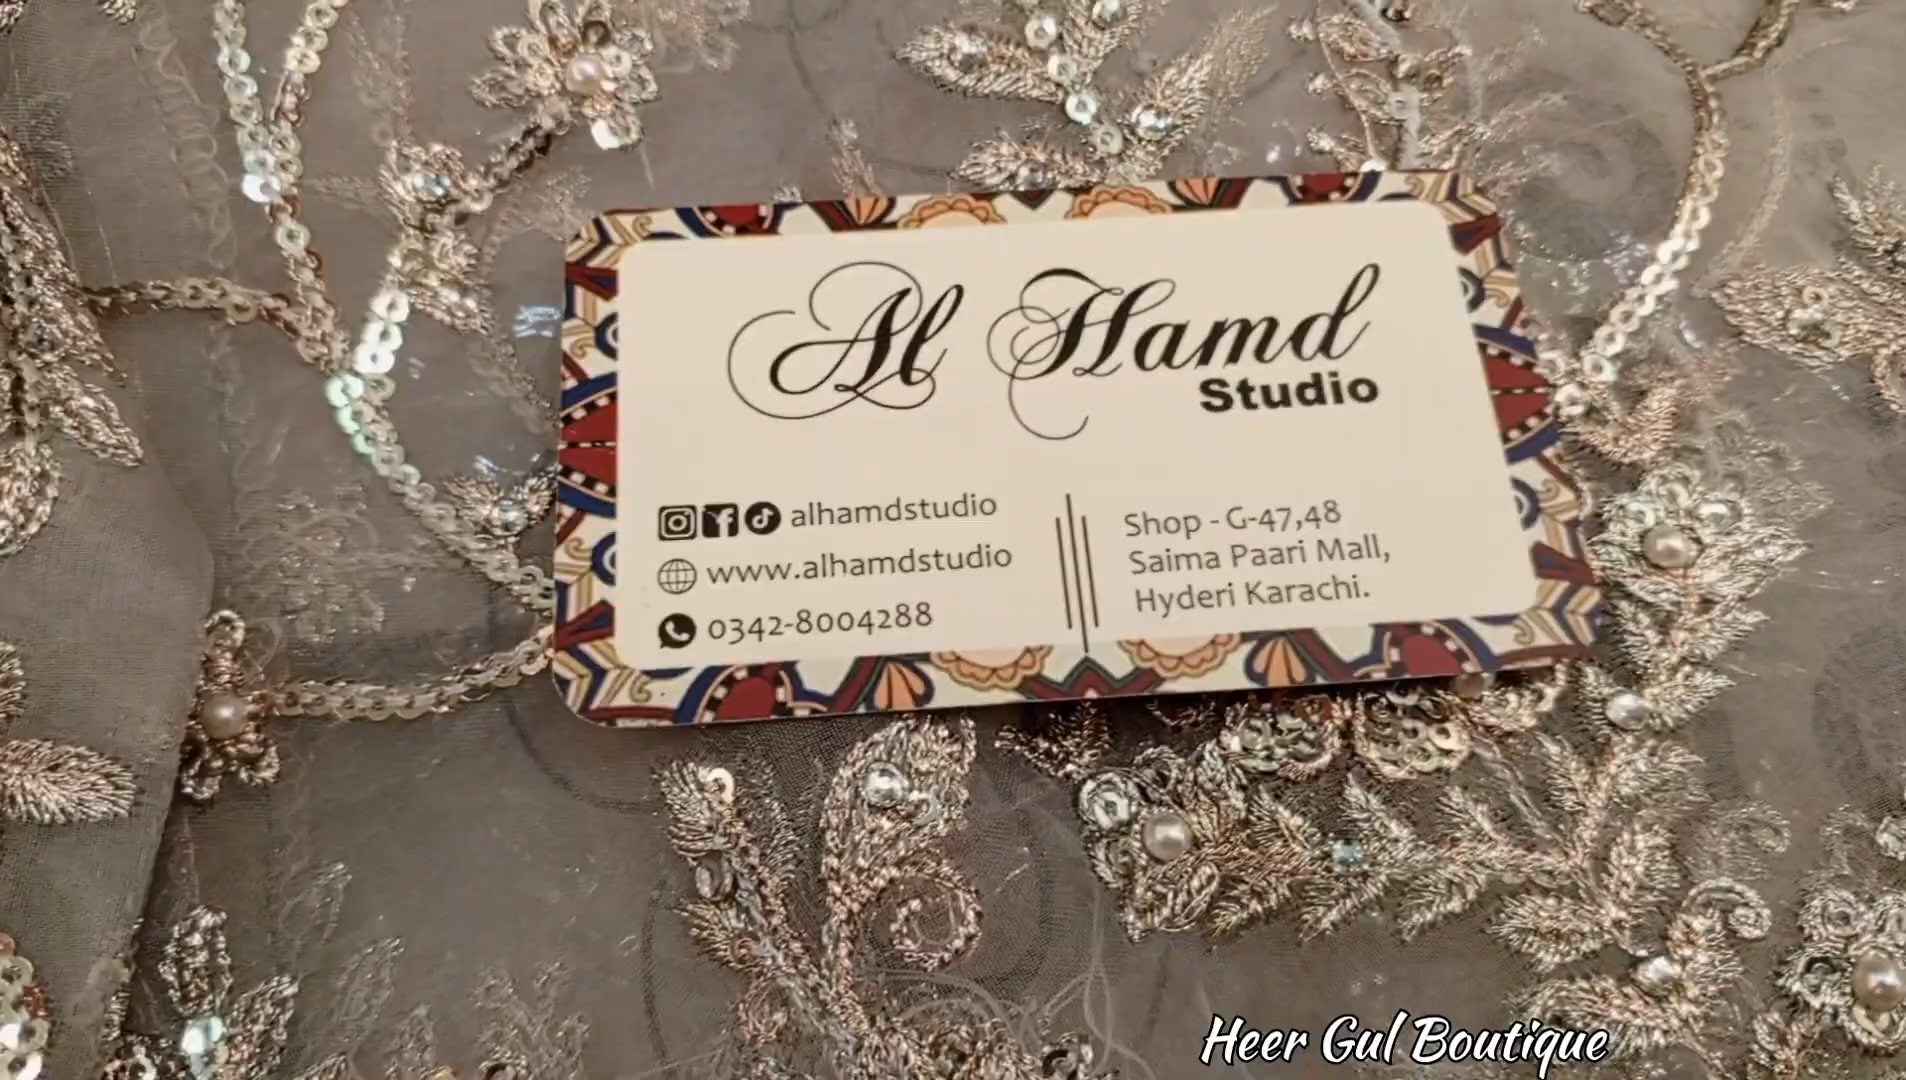 Al Hamd
Studio
alhamdstudio
www.alhamdstudio
0342-8004288
Shop - G-47,48
Saima Paari Mall,
Hyderi Karachi.
Heer Gul Boutique